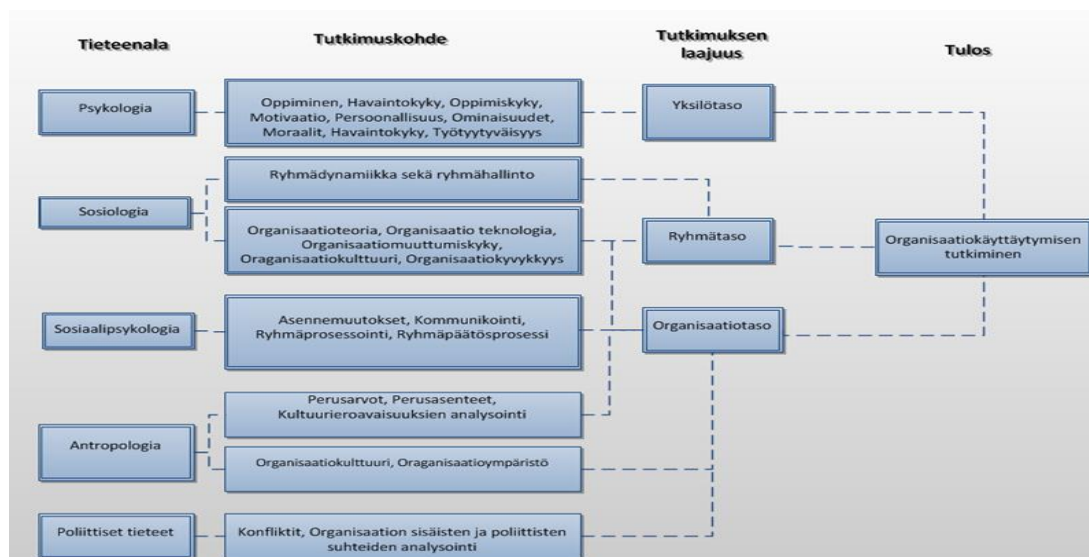 Tieteenala
Tutkimuskohde
Tutkimuksen
laajuus
Tulos
Psykologia
Oppiminen, Havaintokyky, Oppimiskyky,
Motivaatio, Persoonallisuus, Ominaisuudet,
Moraalit, Havaintokyky, Työtyytyväisyys
Yksilötaso
Sosiologia
Ryhmädynamiikka sekä ryhmähallinto
Organisaatioteoria, Organisaatio teknologia,
Organisaatiomuuttumiskyky,
Oraganisaatiokulttuuri, Organisaatiokyvykkyys
Ryhmätaso
Organisaatiokäyttäytymisen
tutkiminen
Sosiaalipsykologia
Asennemuutokset, Kommunikointi,
Ryhmäprosessointi, Ryhmäpäätösprosessi
Organisaatiotaso
Antropologia
Perusarvot, Perusasenteet,
Kultuurieroavaisuuksien analysointi
Organisaatiokulttuuri, Oraganisaatioympäristö
Poliittiset tieteet
Konfliktit, Organisaation sisäisten ja poliittisten
suhteiden analysointi